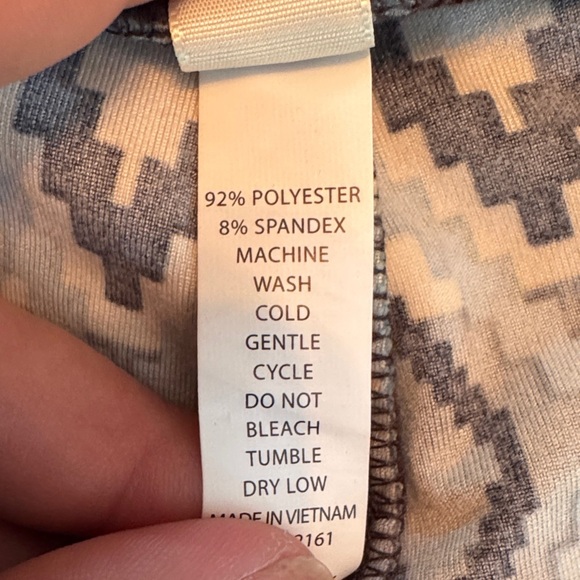 92% POLYESTER
8% SPANDEX
MACHINE
WASH
COLD
GENTLE
CYCLE
DO NOT
BLEACH
TUMBLE
DRY LOW
MADE IN VIETNAM